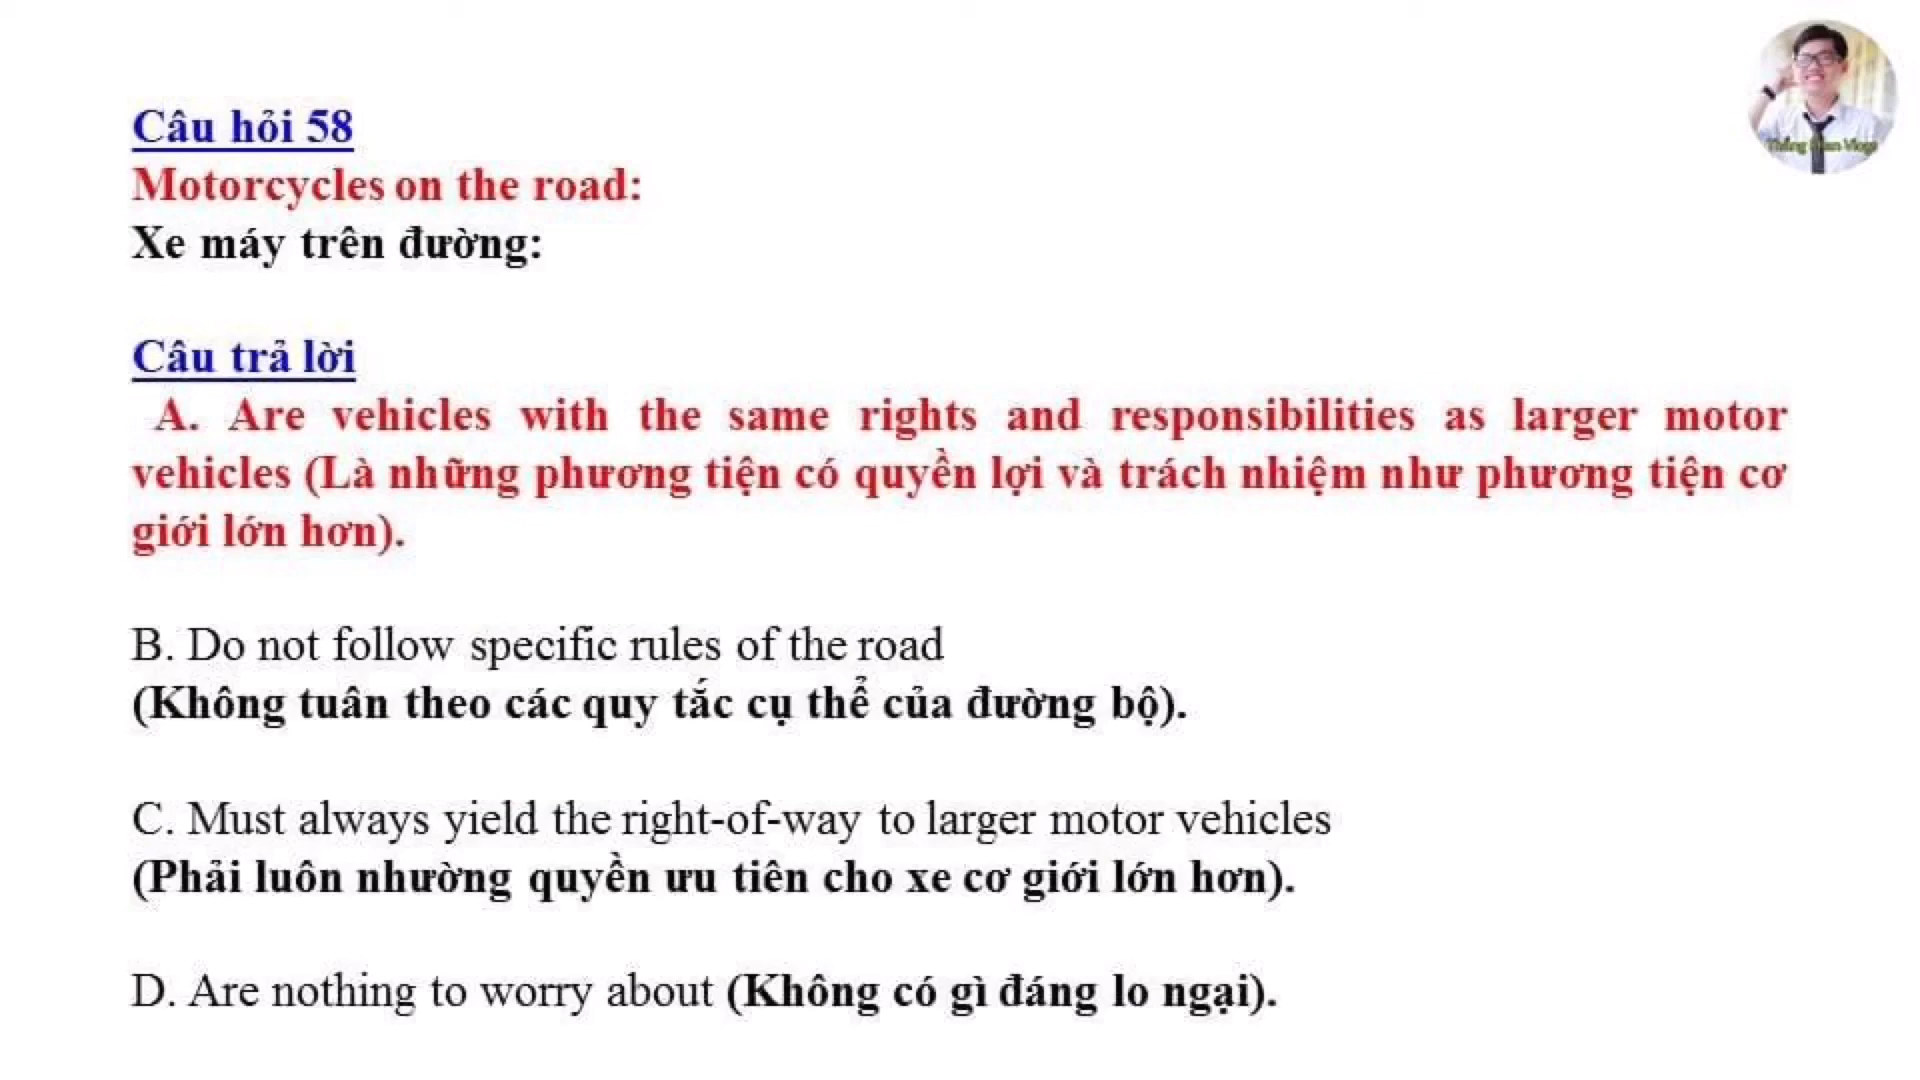 Câu hỏi 58
Motorcycles on the road:
Xe máy trên đường:
Câu trả lời
A. Are vehicles with the same rights and responsibilities as larger motor
vehicles (Là những phương tiện có quyền lợi và trách nhiệm như phương tiện cơ
giới lớn hơn).
B. Do not follow specific rules of the road
(Không tuân theo các quy tắc cụ thể của đường bộ).
C. Must always yield the right-of-way to larger motor vehicles
(Phải luôn nhường quyền ưu tiên cho xe cơ giới lớn hơn).
D. Are nothing to worry about (Không có gì đáng lo ngại).